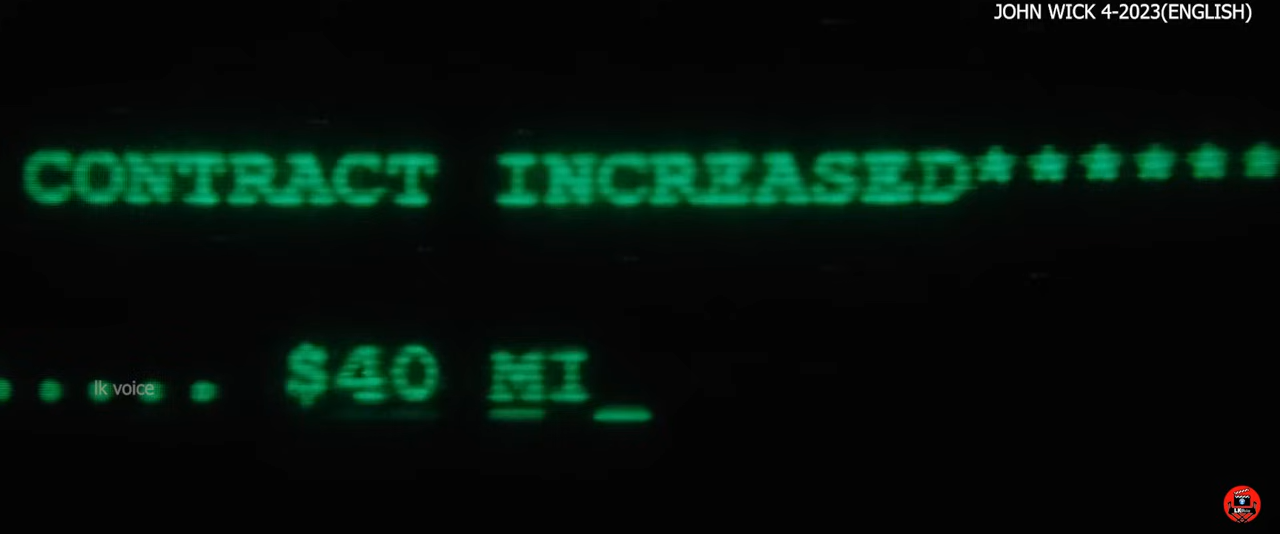 JOHN WICK 4-2023(ENGLISH)
CONTRACT INCREASED******
. . . . . $40 MI_
lk voice